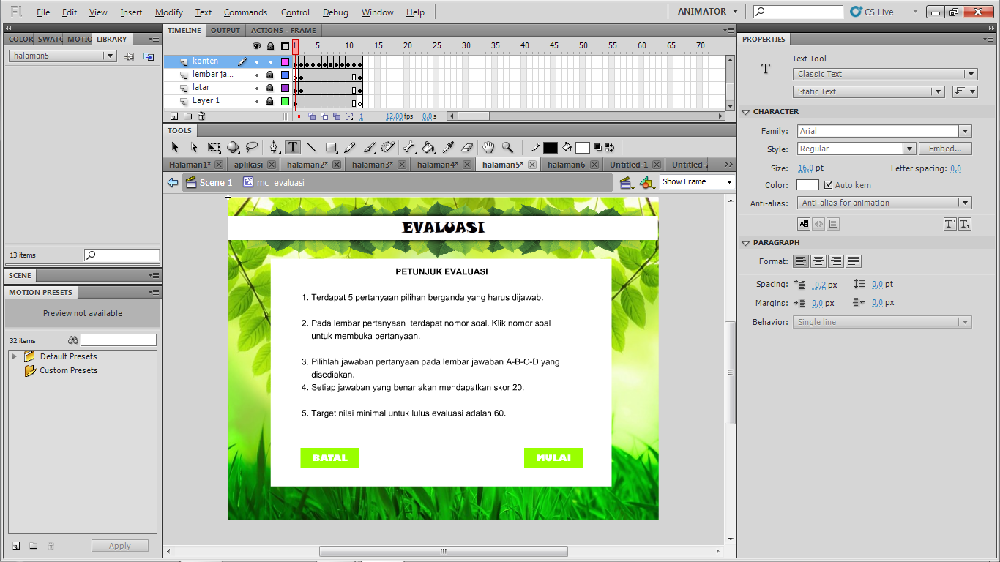 Fl File Edit View Insert Modify Text Commands Control Debug Window Help ANIMATOR CS Live
COLOR SWATC MOTIC LIBRARY
halaman5
13 items
SCENE
MOTION PRESETS
Preview not available
32 items
Default Presets
Custom Presets
Apply
TIMELINE OUTPUT ACTIONS - FRAME
1 5 10 15 20 25 30 35 40 45 50 55 60 65 70
konten
lembar ja...
latar
Layer 1
1 12,00 fps 0,0 s
TOOLS
T
Halaman1* aplikasi halaman2* halaman3* halaman4* halaman5* halaman6 Untitled-1 Untitled-2
Scene 1 mc_evaluasi Show Frame
EVALUASI
PETUNJUK EVALUASI
1. Terdapat 5 pertanyaan pilihan berganda yang harus dijawab.
2. Pada lembar pertanyaan  terdapat nomor soal. Klik nomor soal
untuk membuka pertanyaan.
3. Pilihlah jawaban pertanyaan pada lembar jawaban A-B-C-D yang
disediakan.
4. Setiap jawaban yang benar akan mendapatkan skor 20.
5. Target nilai minimal untuk lulus evaluasi adalah 60.
BATAL MULAI
PROPERTIES
T Text Tool
Classic Text
Static Text
CHARACTER
Family: Arial
Style: Regular Embed...
Size: 16,0 pt Letter spacing: 0,0
Color: Auto kern
Anti-alias: Anti-alias for animation
AB T¹ T₁
PARAGRAPH
Format:
Spacing: -0,2 px 0,0 pt
Margins: 0,0 px 0,0 px
Behavior: Single line